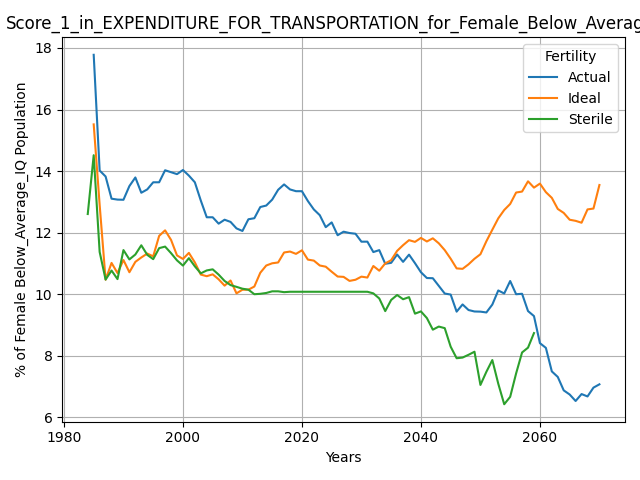 Score_1_in_EXPENDITURE_FOR_TRANSPORTATION_for_Female_Below_Averag
% of Female Below_Average_IQ Population
18
16
14
12
10
8
6
Fertility
Actual
Ideal
Sterile
1980 2000 2020 2040 2060
Years